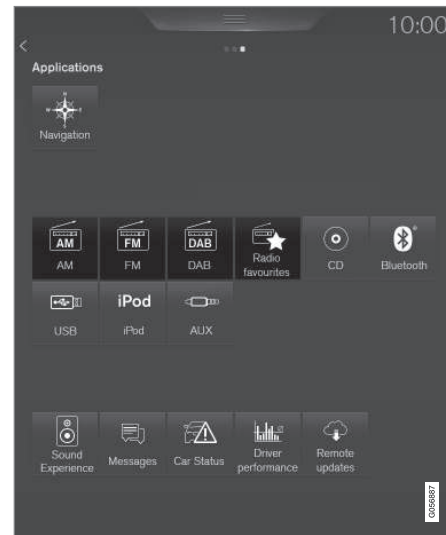 10:00
Applications
Navigation
AM
FM
DAB
iPod
AM
FM
DAB
Radio
favourites
CD
Bluetooth
USB
iPod
AUX
Sound
Experience
Messages
Car Status
Driver
performance
Remote
updates
G056887